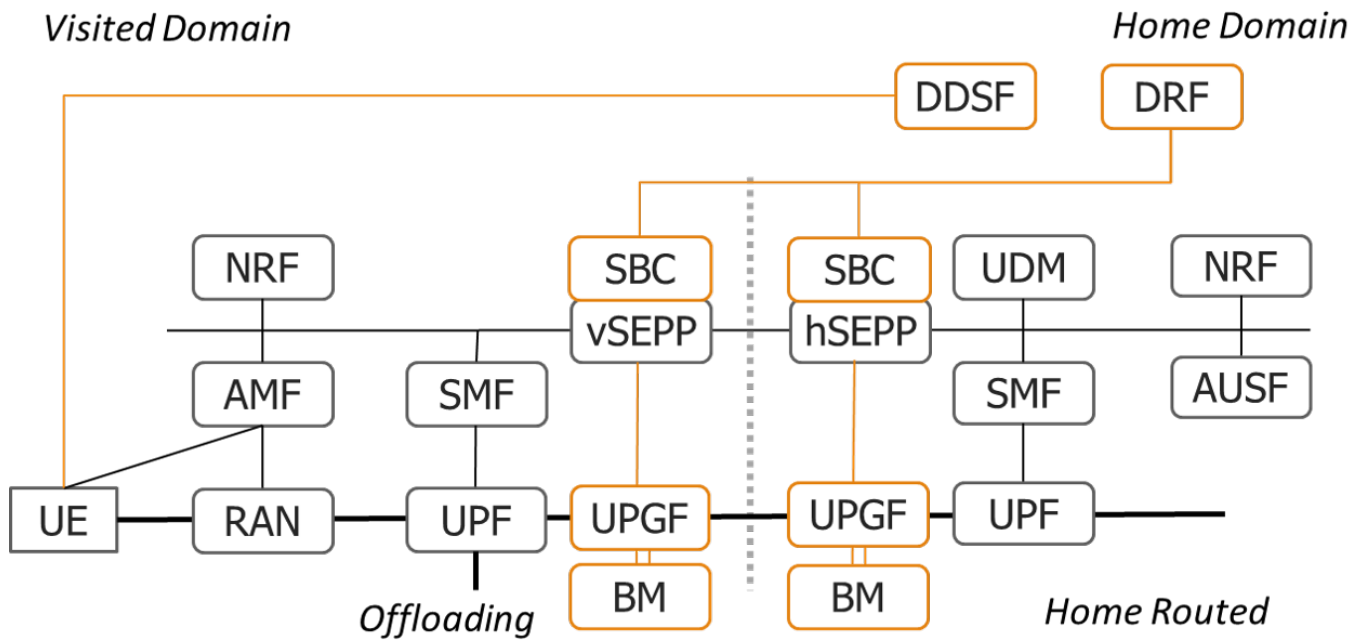 Visited Domain
Home Domain
DDSF
DRF
NRF
SBC
SBC
UDM
NRF
vSEPP
hSEPP
AMF
SMF
SMF
AUSF
UE
RAN
UPF
UPGF
UPGF
UPF
BM
BM
Offloading
Home Routed